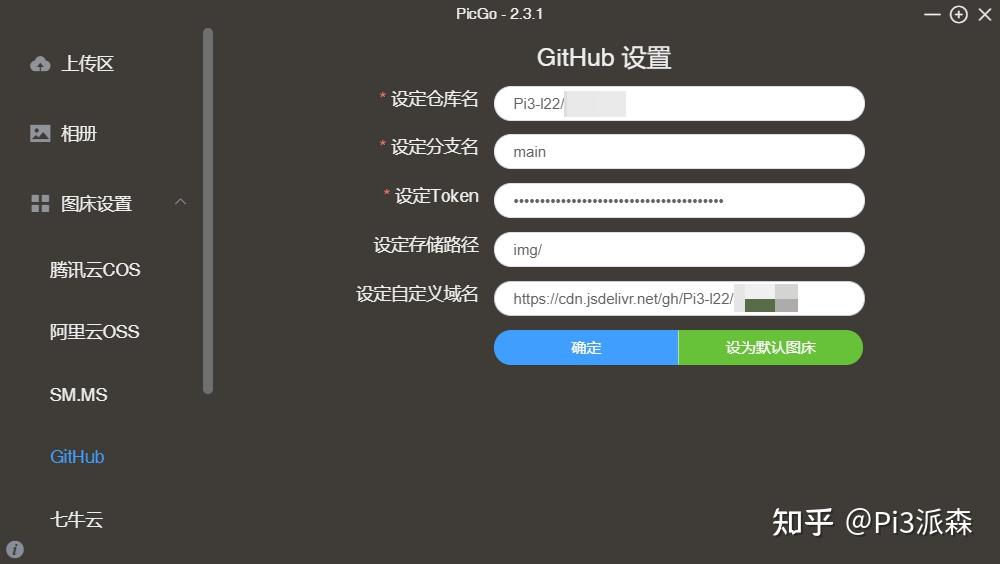 PicGo - 2.3.1
上传区
相册
图床设置
腾讯云COS
阿里云OSS
SM.MS
GitHub
七牛云
GitHub 设置
* 设定仓库名 Pi3-l22/
* 设定分支名 main
* 设定Token ••••••••••••••••••••••••••••••••••••••••
设定存储路径 img/
设定自定义域名 https://cdn.jsdelivr.net/gh/Pi3-l22/
确定 设为默认图床
知乎 @Pi3派森